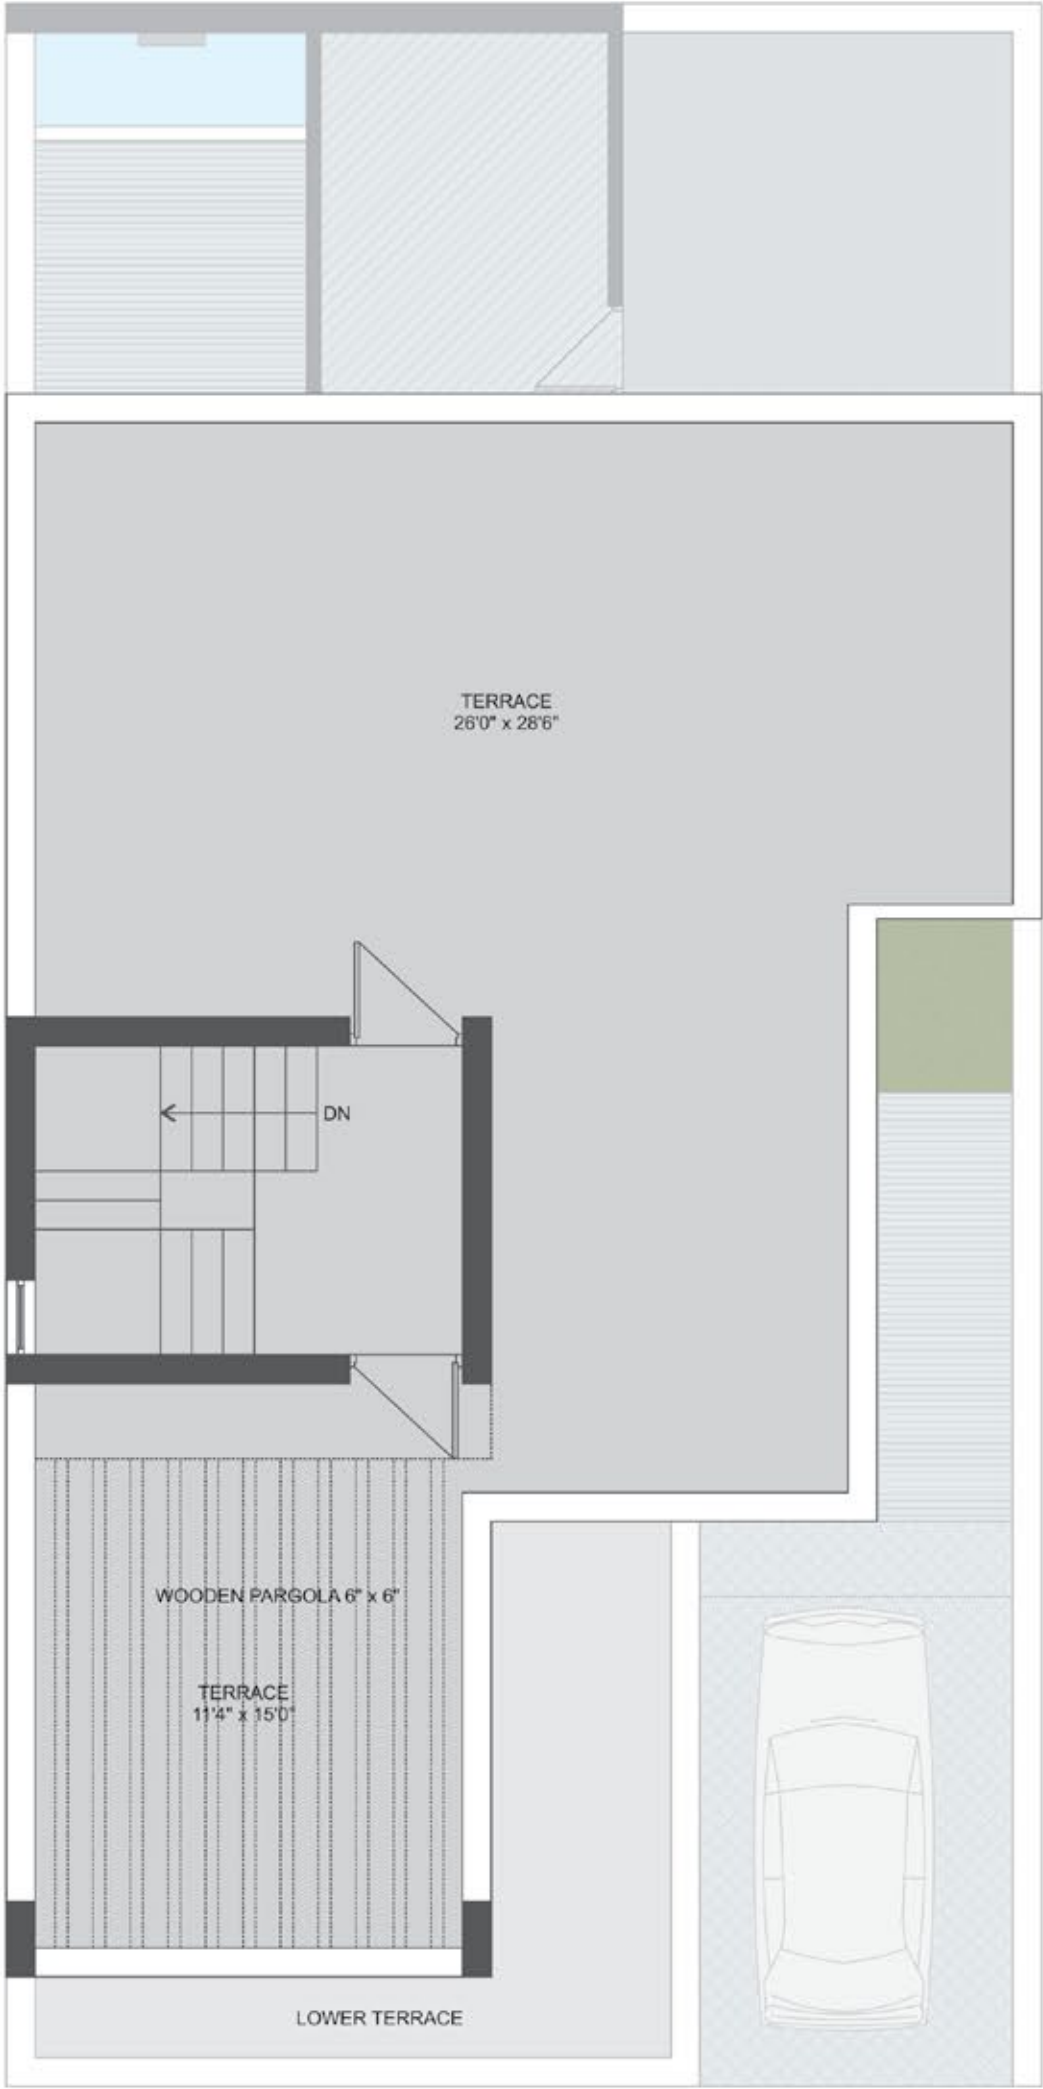 TERRACE
26'0" x 28'6"
DN
WOODEN PARGOLA 6" x 6"
TERRACE
11'4" x 15'0"
LOWER TERRACE